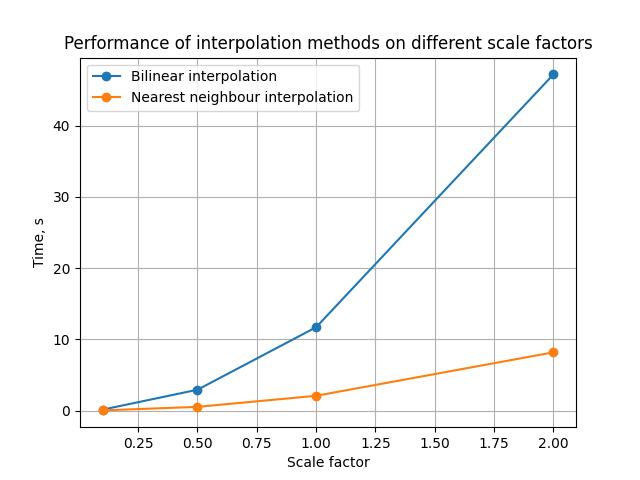 Performance of interpolation methods on different scale factors
Bilinear interpolation
Nearest neighbour interpolation
Time, s
40
30
20
10
0
0.25 0.50 0.75 1.00 1.25 1.50 1.75 2.00
Scale factor